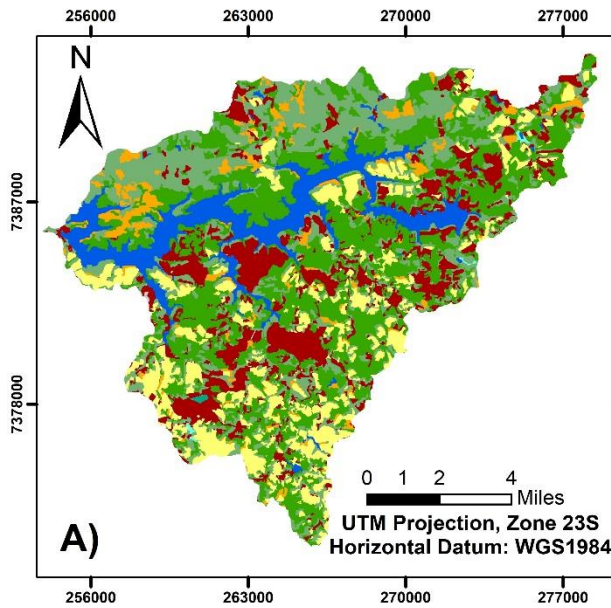 256000 263000 270000 277000
N
7387000
7378000
0 1 2 4
Miles
UTM Projection, Zone 23S
Horizontal Datum: WGS1984
A)
256000 263000 270000 277000